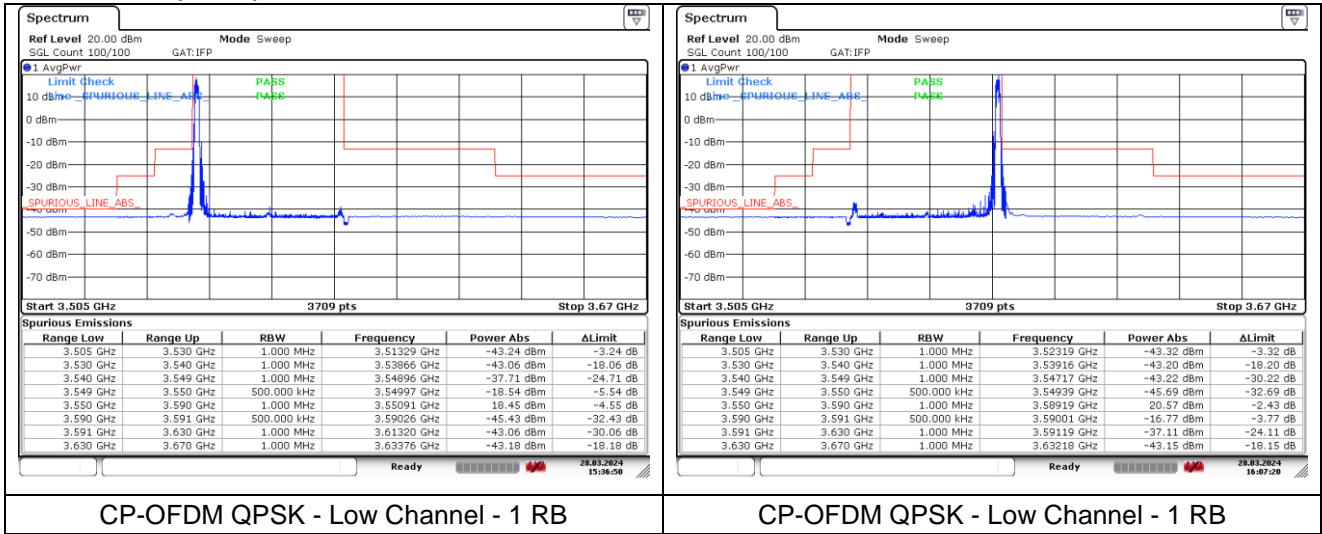 Spectrum
Ref Level 20.00 dBm Mode Sweep
SGL Count 100/100 GAT:IFP
1 AvgPwr
Limit Check PASS
Line _SPURIOUS_LINE_ABS_ PASS
10 dBm
0 dBm
-10 dBm
-20 dBm
-30 dBm
_SPURIOUS_LINE_ABS_
-40 dBm
-50 dBm
-60 dBm
-70 dBm
Start 3.505 GHz 3709 pts Stop 3.67 GHz
Spurious Emissions
Range Low Range Up RBW Frequency Power Abs ΔLimit
3.505 GHz 3.530 GHz 1.000 MHz 3.51329 GHz -43.24 dBm -3.24 dB
3.530 GHz 3.540 GHz 1.000 MHz 3.53866 GHz -43.06 dBm -18.06 dB
3.540 GHz 3.549 GHz 1.000 MHz 3.54896 GHz -37.71 dBm -24.71 dB
3.549 GHz 3.550 GHz 500.000 kHz 3.54997 GHz -18.54 dBm -5.54 dB
3.550 GHz 3.590 GHz 1.000 MHz 3.55091 GHz 18.45 dBm -4.55 dB
3.590 GHz 3.591 GHz 500.000 kHz 3.59026 GHz -45.43 dBm -32.43 dB
3.591 GHz 3.630 GHz 1.000 MHz 3.61320 GHz -43.06 dBm -30.06 dB
3.630 GHz 3.670 GHz 1.000 MHz 3.63376 GHz -43.18 dBm -18.18 dB
Ready 28.03.2024
15:36:50
CP-OFDM QPSK - Low Channel - 1 RB
Spectrum
Ref Level 20.00 dBm Mode Sweep
SGL Count 100/100 GAT:IFP
1 AvgPwr
Limit Check PASS
Line _SPURIOUS_LINE_ABS_ PASS
10 dBm
0 dBm
-10 dBm
-20 dBm
-30 dBm
_SPURIOUS_LINE_ABS_
-40 dBm
-50 dBm
-60 dBm
-70 dBm
Start 3.505 GHz 3709 pts Stop 3.67 GHz
Spurious Emissions
Range Low Range Up RBW Frequency Power Abs ΔLimit
3.505 GHz 3.530 GHz 1.000 MHz 3.52319 GHz -43.32 dBm -3.32 dB
3.530 GHz 3.540 GHz 1.000 MHz 3.53916 GHz -43.20 dBm -18.20 dB
3.540 GHz 3.549 GHz 1.000 MHz 3.54717 GHz -43.22 dBm -30.22 dB
3.549 GHz 3.550 GHz 500.000 kHz 3.54939 GHz -45.69 dBm -32.69 dB
3.550 GHz 3.590 GHz 1.000 MHz 3.58919 GHz 20.57 dBm -2.43 dB
3.590 GHz 3.591 GHz 500.000 kHz 3.59001 GHz -16.77 dBm -3.77 dB
3.591 GHz 3.630 GHz 1.000 MHz 3.59119 GHz -37.11 dBm -24.11 dB
3.630 GHz 3.670 GHz 1.000 MHz 3.63218 GHz -43.15 dBm -18.15 dB
Ready 28.03.2024
16:07:20
CP-OFDM QPSK - Low Channel - 1 RB